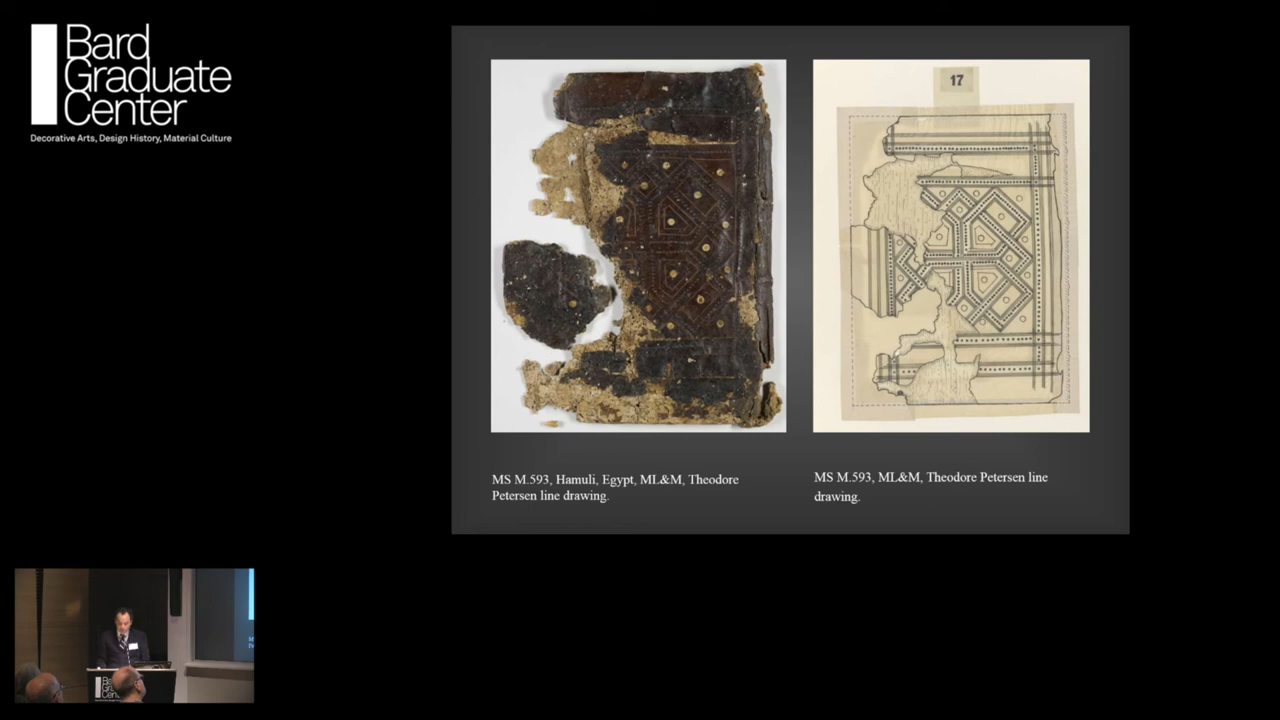 Bard
Graduate
Center
Decorative Arts, Design History, Material Culture
17
MS M.593, Hamuli, Egypt, ML&M, Theodore
Petersen line drawing.
MS M.593, ML&M, Theodore Petersen line
drawing.